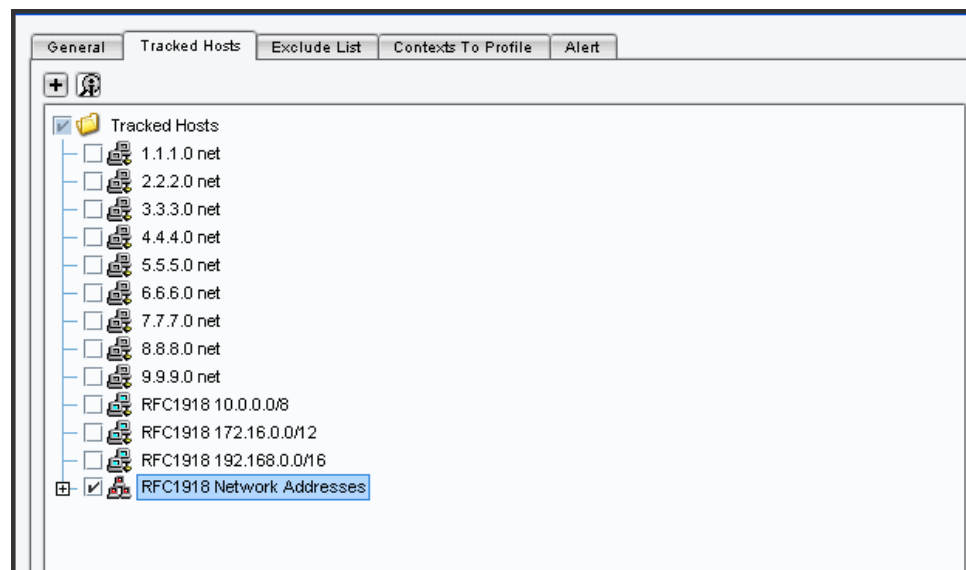 General Tracked Hosts Exclude List Contexts To Profile Alert
Tracked Hosts
1.1.1.0 net
2.2.2.0 net
3.3.3.0 net
4.4.4.0 net
5.5.5.0 net
6.6.6.0 net
7.7.7.0 net
8.8.8.0 net
9.9.9.0 net
RFC1918 10.0.0.0/8
RFC1918 172.16.0.0/12
RFC1918 192.168.0.0/16
RFC1918 Network Addresses